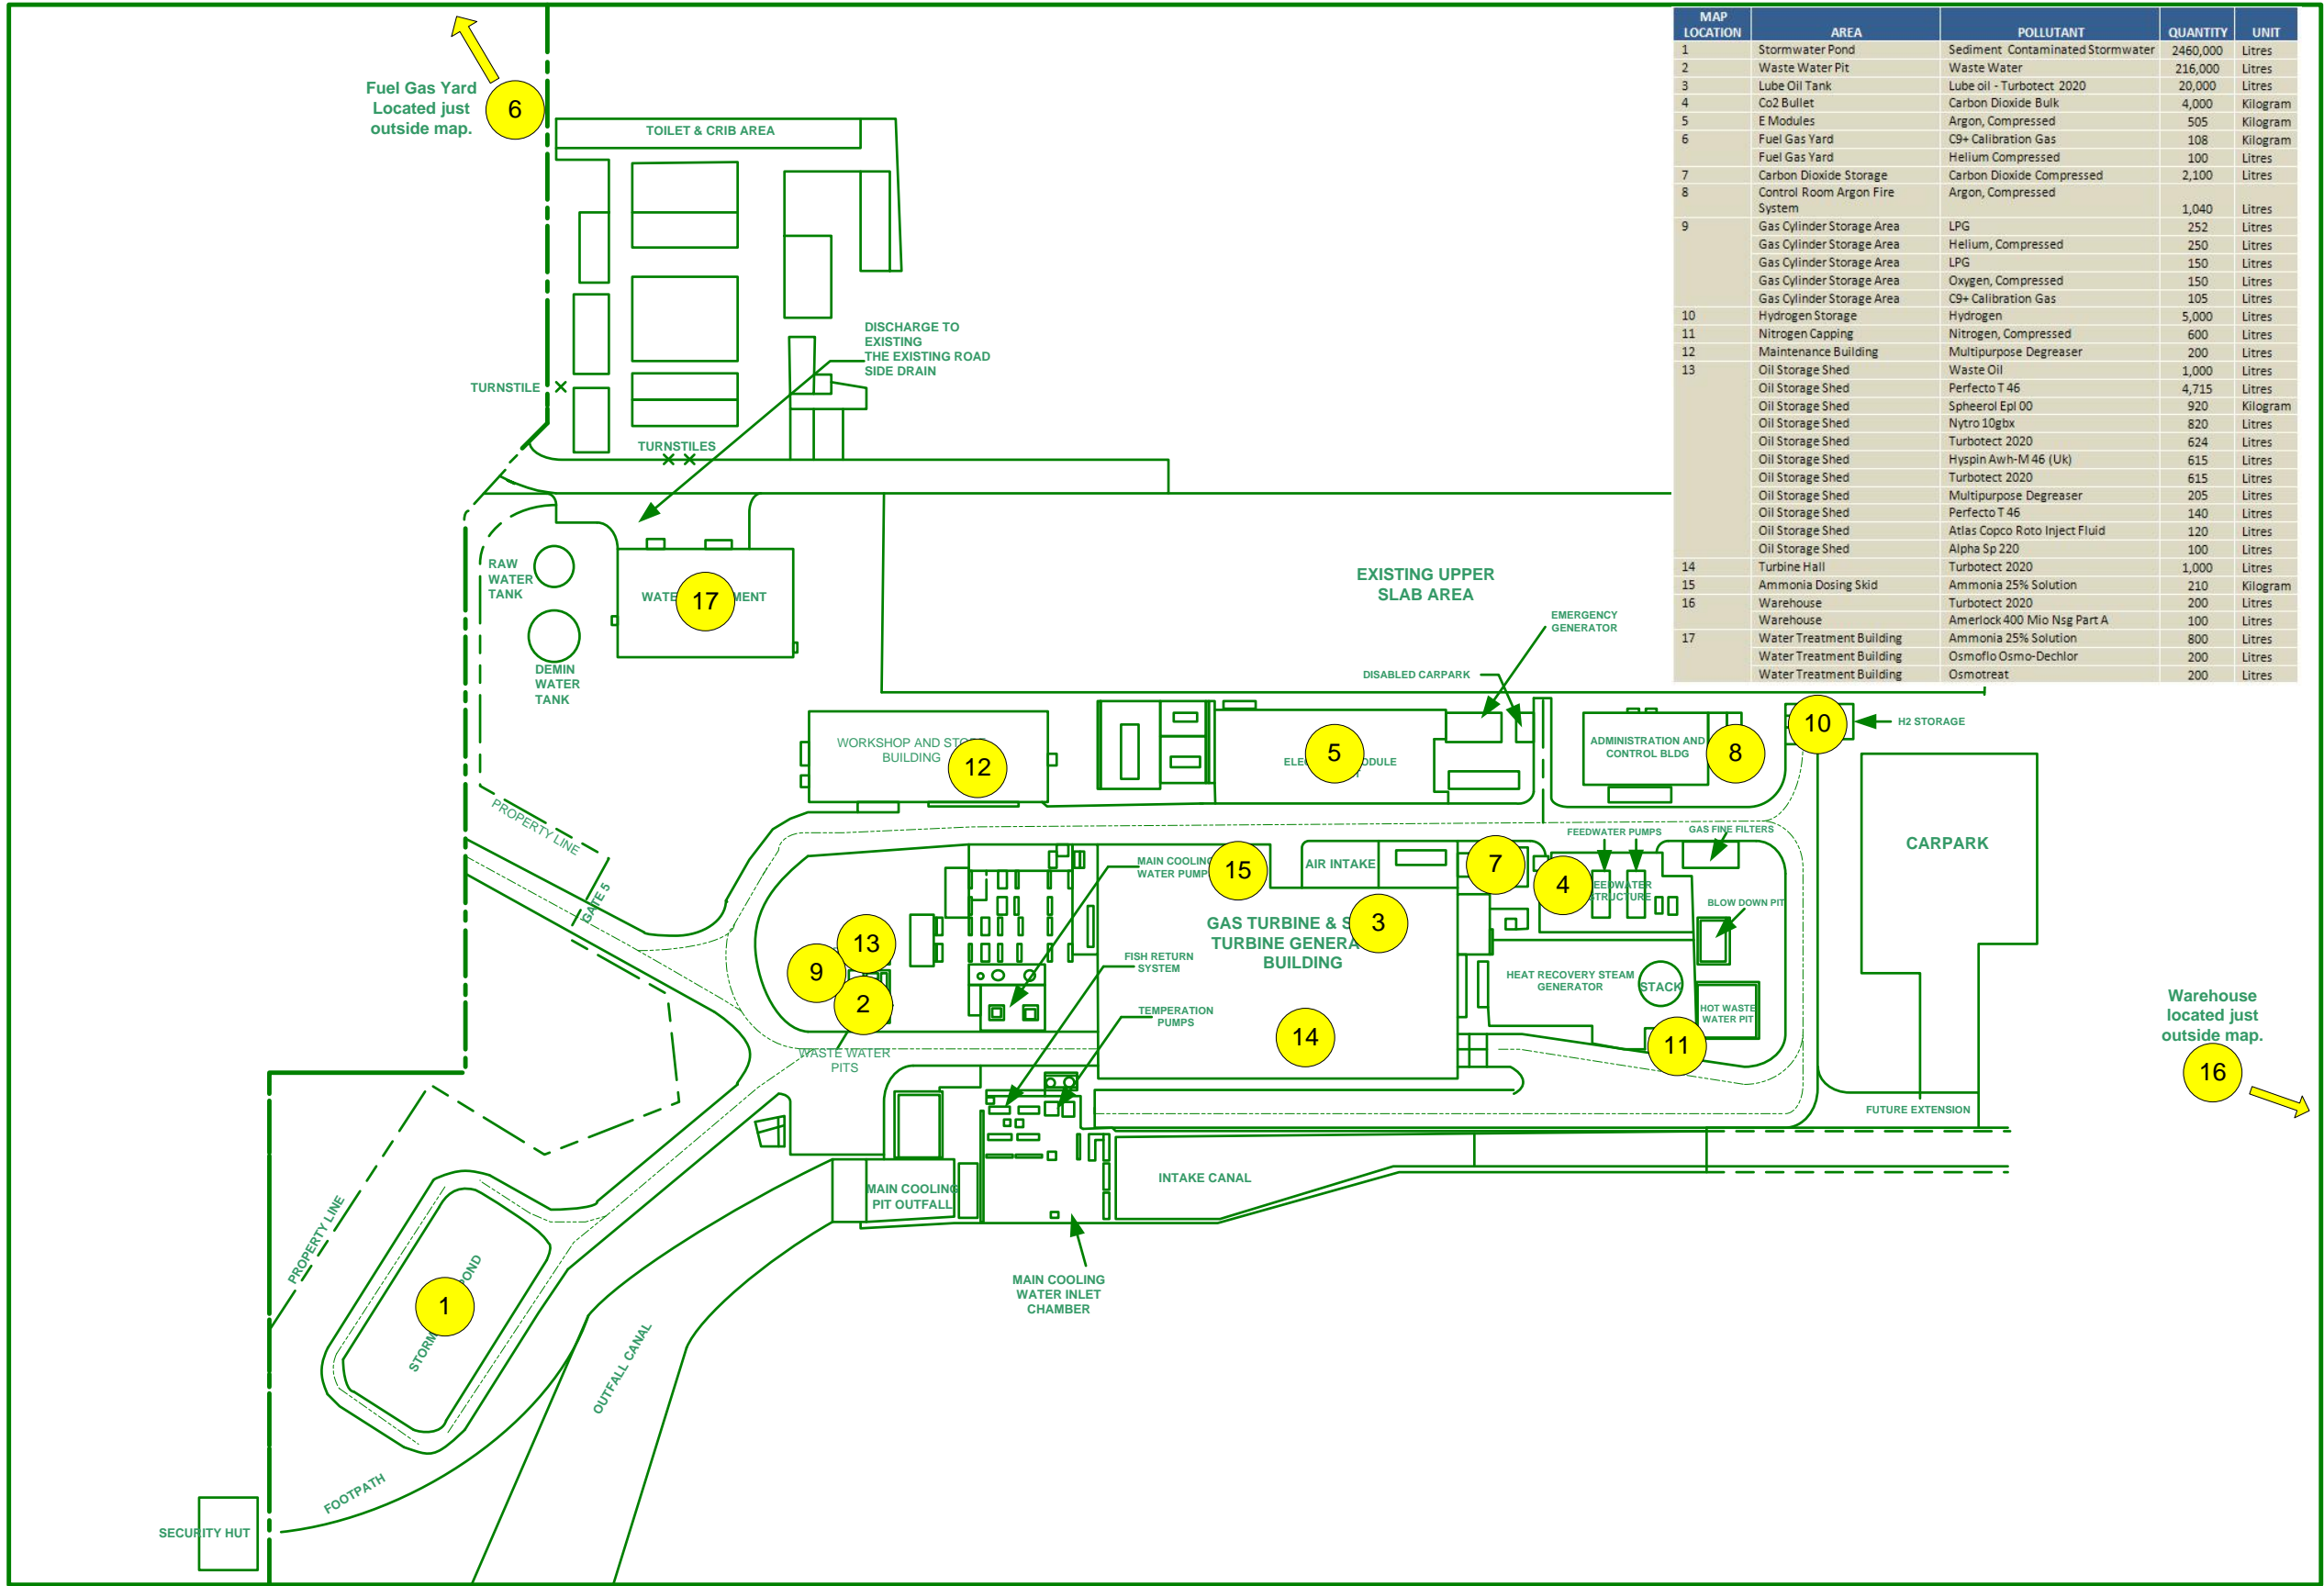 Fuel Gas Yard
Located just
outside map.
6
TOILET & CRIB AREA
DISCHARGE TO
EXISTING
THE EXISTING ROAD
SIDE DRAIN
TURNSTILE
TURNSTILES
RAW
WATER
TANK
DEMIN
WATER
TANK
17
EXISTING UPPER
SLAB AREA
EMERGENCY
GENERATOR
DISABLED CARPARK
WORKSHOP AND
BUILDING
12
5
ADMINISTRATION AND
CONTROL BLDG
8
10
H2 STORAGE
CARPARK
PROPERTY LINE
GATE 5
MAIN COOLING
WATER PUMP
15
AIR INTAKE
7
4
FEEDWATER PUMPS
GAS FINE FILTERS
BLOW DOWN PIT
GAS TURBINE &
TURBINE
BUILDING
3
14
13
9
2
FISH RETURN
SYSTEM
TEMPERATION
PUMPS
HEAT RECOVERY STEAM
GENERATOR
STACK
HOT WASTE
WATER PIT
11
WASTE WATER
PITS
Warehouse
located just
outside map.
16
FUTURE EXTENSION
MAIN COOLING
PIT OUTFALL
INTAKE CANAL
MAIN COOLING
WATER INLET
CHAMBER
PROPERTY LINE
1
OUTFALL CANAL
FOOTPATH
SECURITY HUT
MAP LOCATION AREA POLLUTANT QUANTITY UNIT
1 Stormwater Pond Sediment Contaminated Stormwater 2460,000 Litres
2 Waste Water Pit Waste Water 216,000 Litres
3 Lube Oil Tank Lube oil - Turbotect 2020 20,000 Litres
4 Co2 Bullet Carbon Dioxide Bulk 4,000 Kilogram
5 E Modules Argon, Compressed 505 Kilogram
6 Fuel Gas Yard C9+ Calibration Gas 108 Kilogram
Fuel Gas Yard Helium Compressed 100 Litres
7 Carbon Dioxide Storage Carbon Dioxide Compressed 2,100 Litres
8 Control Room Argon Fire System Argon, Compressed 1,040 Litres
9 Gas Cylinder Storage Area LPG 252 Litres
Gas Cylinder Storage Area Helium, Compressed 250 Litres
Gas Cylinder Storage Area LPG 150 Litres
Gas Cylinder Storage Area Oxygen, Compressed 150 Litres
Gas Cylinder Storage Area C9+ Calibration Gas 105 Litres
10 Hydrogen Storage Hydrogen 5,000 Litres
11 Nitrogen Capping Nitrogen, Compressed 600 Litres
12 Maintenance Building Multipurpose Degreaser 200 Litres
13 Oil Storage Shed Waste Oil 1,000 Litres
Oil Storage Shed Perfecto T 46 4,715 Litres
Oil Storage Shed Spheerol Epl 00 920 Kilogram
Oil Storage Shed Nytro 10gbx 820 Litres
Oil Storage Shed Turbotect 2020 624 Litres
Oil Storage Shed Hyspin Awh-M 46 (Uk) 615 Litres
Oil Storage Shed Turbotect 2020 615 Litres
Oil Storage Shed Multipurpose Degreaser 205 Litres
Oil Storage Shed Perfecto T 46 140 Litres
Oil Storage Shed Atlas Copco Roto Inject Fluid 120 Litres
Oil Storage Shed Alpha Sp 220 100 Litres
14 Turbine Hall Turbotect 2020 1,000 Litres
15 Ammonia Dosing Skid Ammonia 25% Solution 210 Kilogram
16 Warehouse Turbotect 2020 200 Litres
Warehouse Amerlock 400 Mio Nsg Part A 100 Litres
17 Water Treatment Building Ammonia 25% Solution 800 Litres
Water Treatment Building Osmoflo Osmo-Dechlor 200 Litres
Water Treatment Building Osmotreat 200 Litres